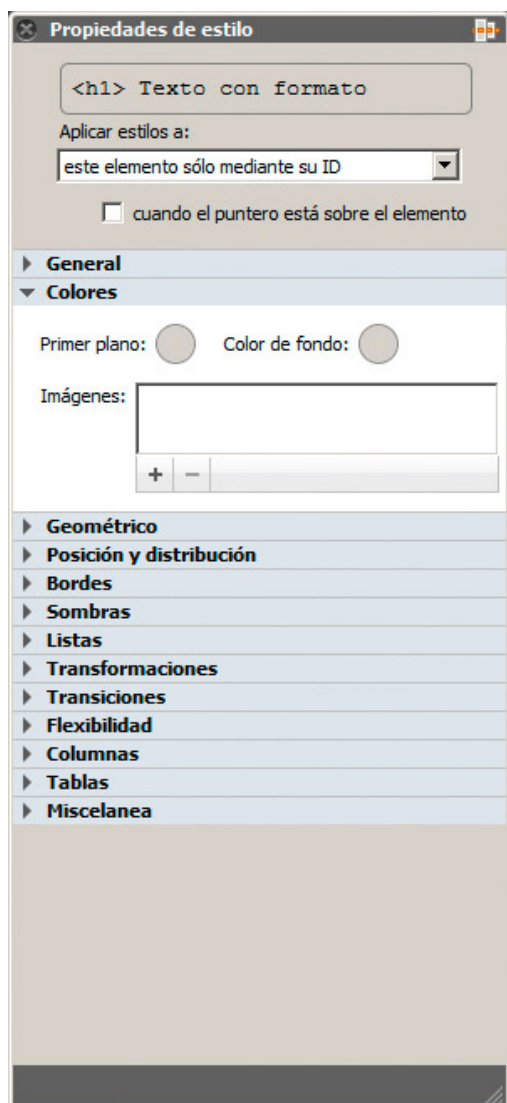 Propiedades de estilo
<h1> Texto con formato
Aplicar estilos a:
este elemento sólo mediante su ID
cuando el puntero está sobre el elemento
General
Colores
Primer plano: Color de fondo:
Imágenes:
Geométrico
Posición y distribución
Bordes
Sombras
Listas
Transformaciones
Transiciones
Flexibilidad
Columnas
Tablas
Miscelanea